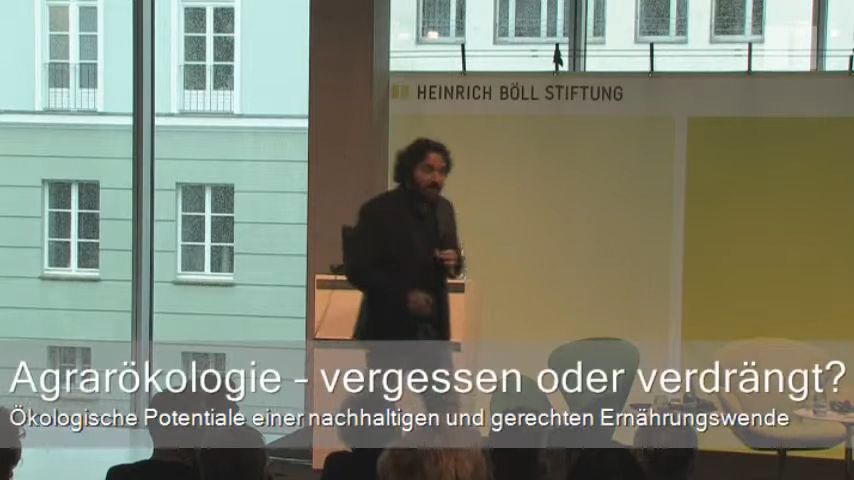 HEINRICH BÖLL STIFTUNG
Agrarökologie - vergessen oder verdrängt?
Ökologische Potentiale einer nachhaltigen und gerechten Ernährungswende